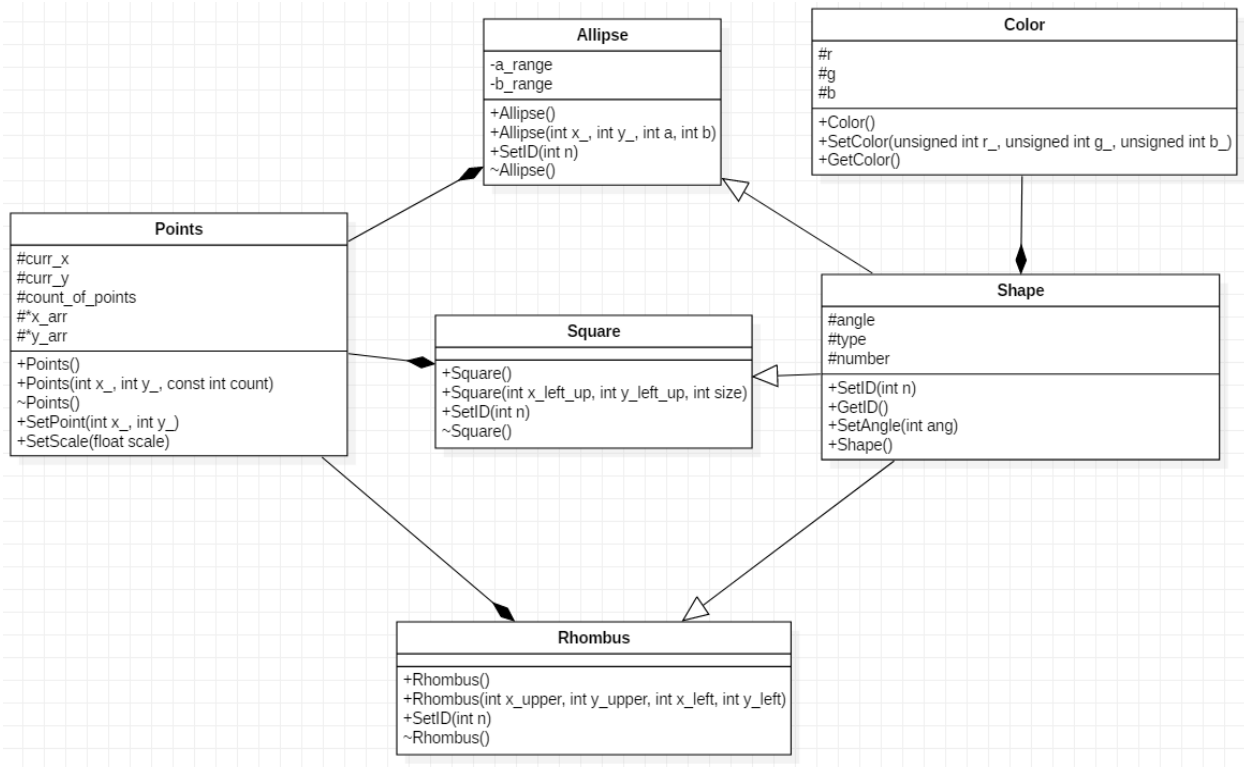 Allipse
-a_range
-b_range
+Allipse()
+Allipse(int x_, int y_, int a, int b)
+SetID(int n)
~Allipse()
Color
#r
#g
#b
+Color()
+SetColor(unsigned int r_, unsigned int g_, unsigned int b_)
+GetColor()
Points
#curr_x
#curr_y
#count_of_points
#*x_arr
#*y_arr
+Points()
+Points(int x_, int y_, const int count)
~Points()
+SetPoint(int x_, int y_)
+SetScale(float scale)
Square
+Square()
+Square(int x_left_up, int y_left_up, int size)
+SetID(int n)
~Square()
Shape
#angle
#type
#number
+SetID(int n)
+GetID()
+SetAngle(int ang)
+Shape()
Rhombus
+Rhombus()
+Rhombus(int x_upper, int y_upper, int x_left, int y_left)
+SetID(int n)
~Rhombus()